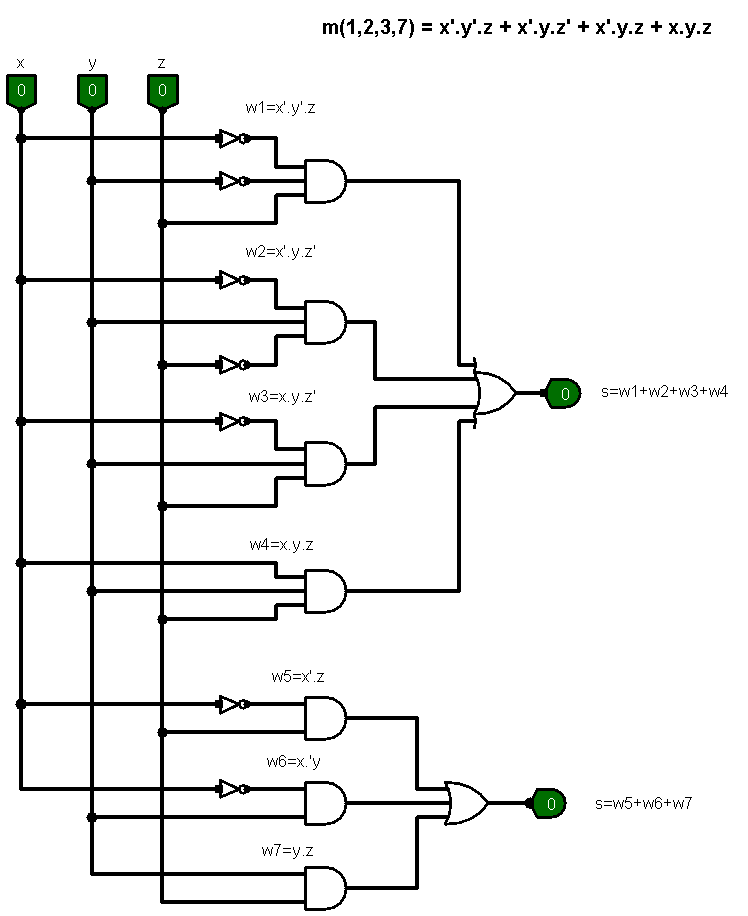 m(1,2,3,7) = x'.y'.z + x'.y.z' + x'.y.z + x.y.z
x y z
0 0 0
w1=x'.y'.z
w2=x'.y.z'
w3=x.y.z'
0 s=w1+w2+w3+w4
w4=x.y.z
w5=x'.z
w6=x.'y
0 s=w5+w6+w7
w7=y.z